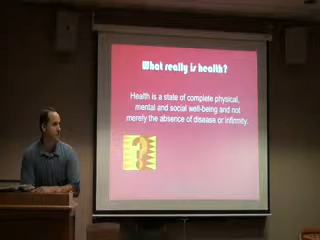 What really is health?
Health is a state of complete physical,
mental and social well-being and not
merely the absence of disease or infirmity.
?